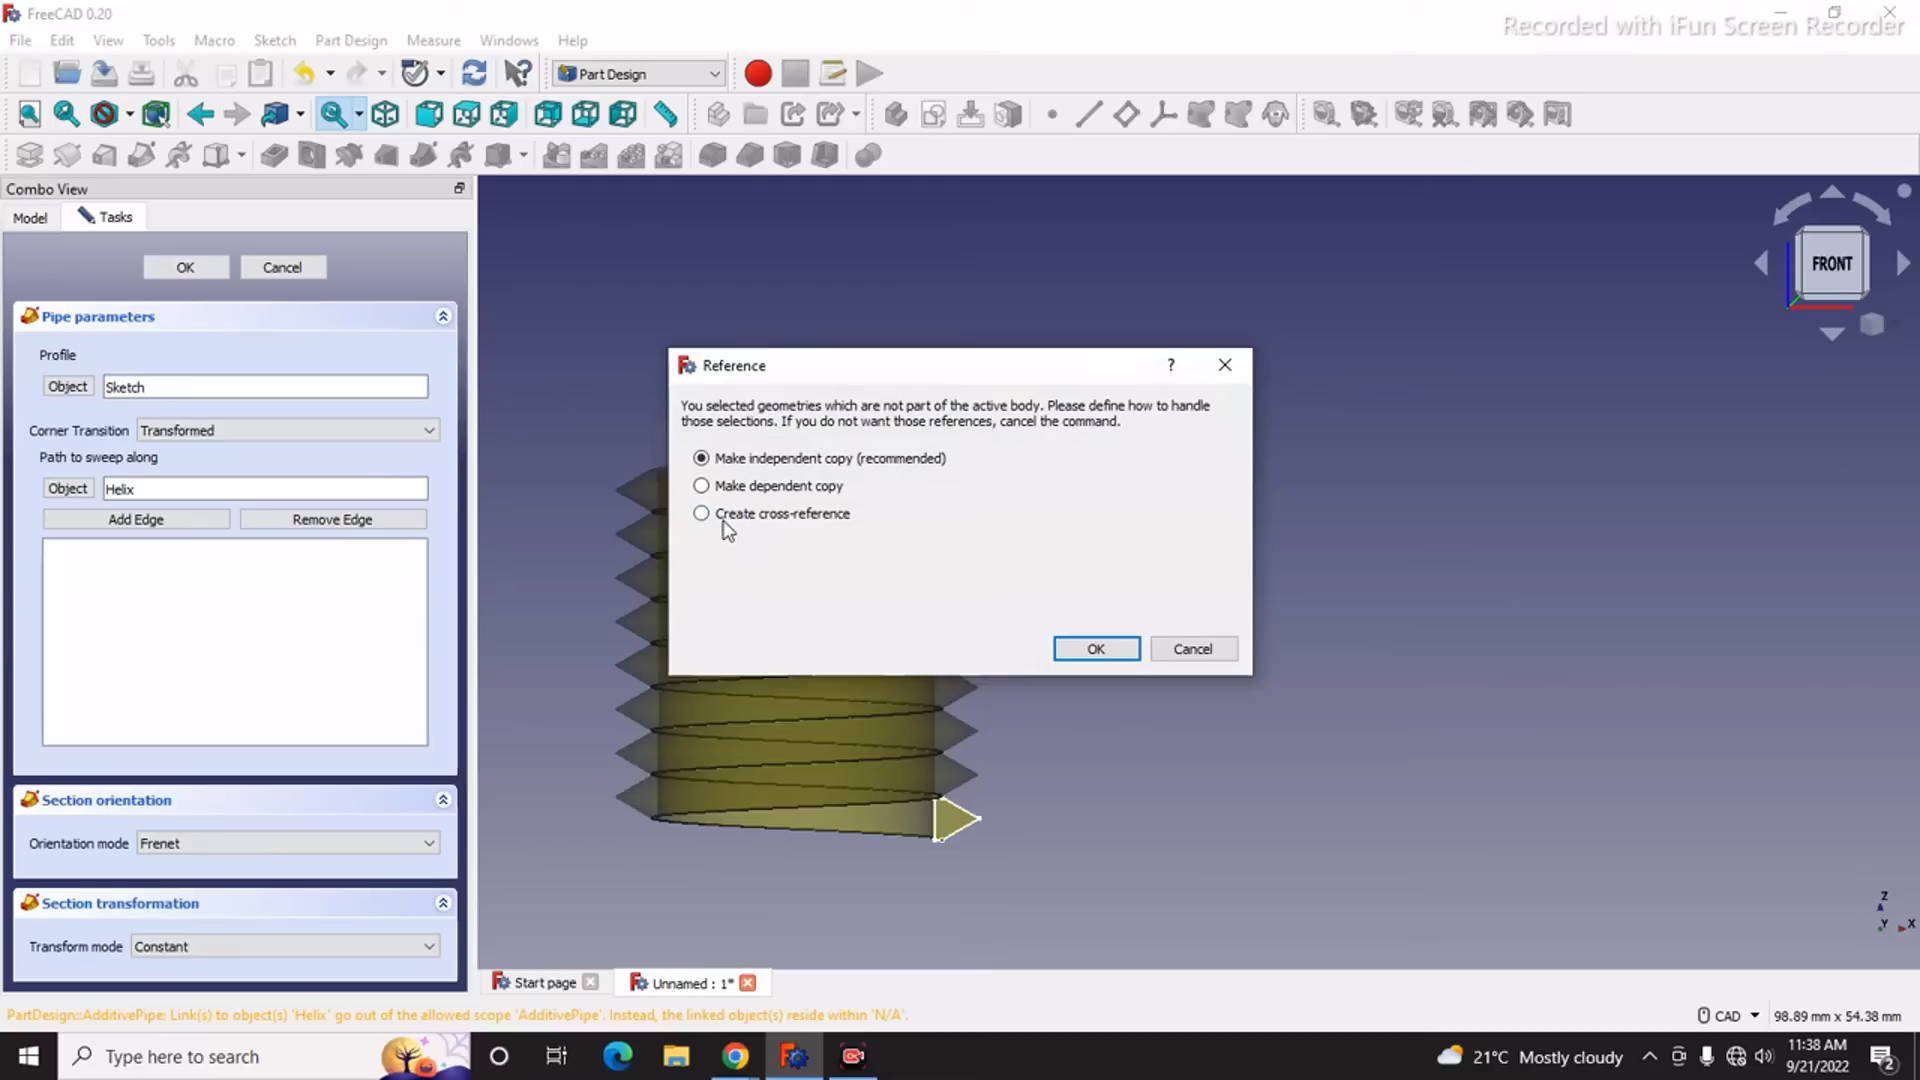 FreeCAD 0.20
Recorded with iFun Screen Recorder
File Edit View Tools Macro Sketch Part Design Measure Windows Help
Part Design
Combo View
Model
Tasks
OK
Cancel
Pipe parameters
Profile
Object
Sketch
Corner Transition
Transformed
Path to sweep along
Object
Helix
Add Edge
Remove Edge
Section orientation
Orientation mode
Frenet
Section transformation
Transform mode
Constant
FRONT
Reference
?
You selected geometries which are not part of the active body. Please define how to handle
those selections. If you do not want those references, cancel the command.
Make independent copy (recommended)
Make dependent copy
Create cross-reference
OK
Cancel
Z
Y
X
Start page
Unnamed : 1*
PartDesign::AdditivePipe: Link(s) to object(s) 'Helix' go out of the allowed scope 'AdditivePipe'. Instead, the linked object(s) reside within 'N/A'.
CAD
98.89 mm x 54.38 mm
Type here to search
21°C Mostly cloudy
11:38 AM
9/21/2022
2